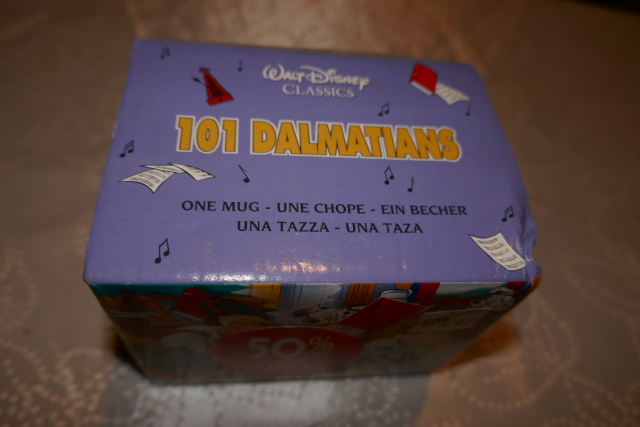 WALT DISNEY
CLASSICS
101 DALMATIANS
ONE MUG - UNE CHOPE - EIN BECHER
UNA TAZZA - UNA TAZA
50%